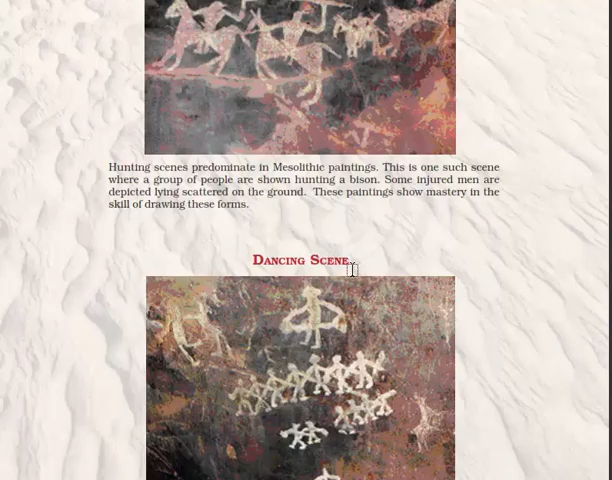 Hunting scenes predominate in Mesolithic paintings. This is one such scene
where a group of people are shown hunting a bison. Some injured men are
depicted lying scattered on the ground. These paintings show mastery in the
skill of drawing these forms.
Dancing Scene